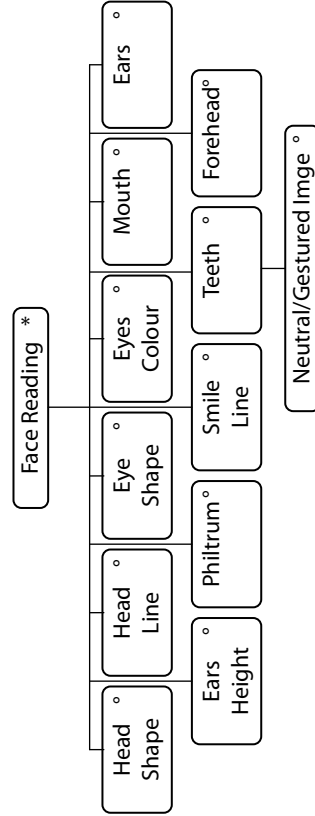 Face Reading *
Head °
Shape
Head °
Line
Eye °
Shape
Eyes °
Colour
Mouth °
Ears °
Ears °
Height
Philtrum°
Smile °
Line
Teeth °
Forehead°
Neutral/Gestured Imge °